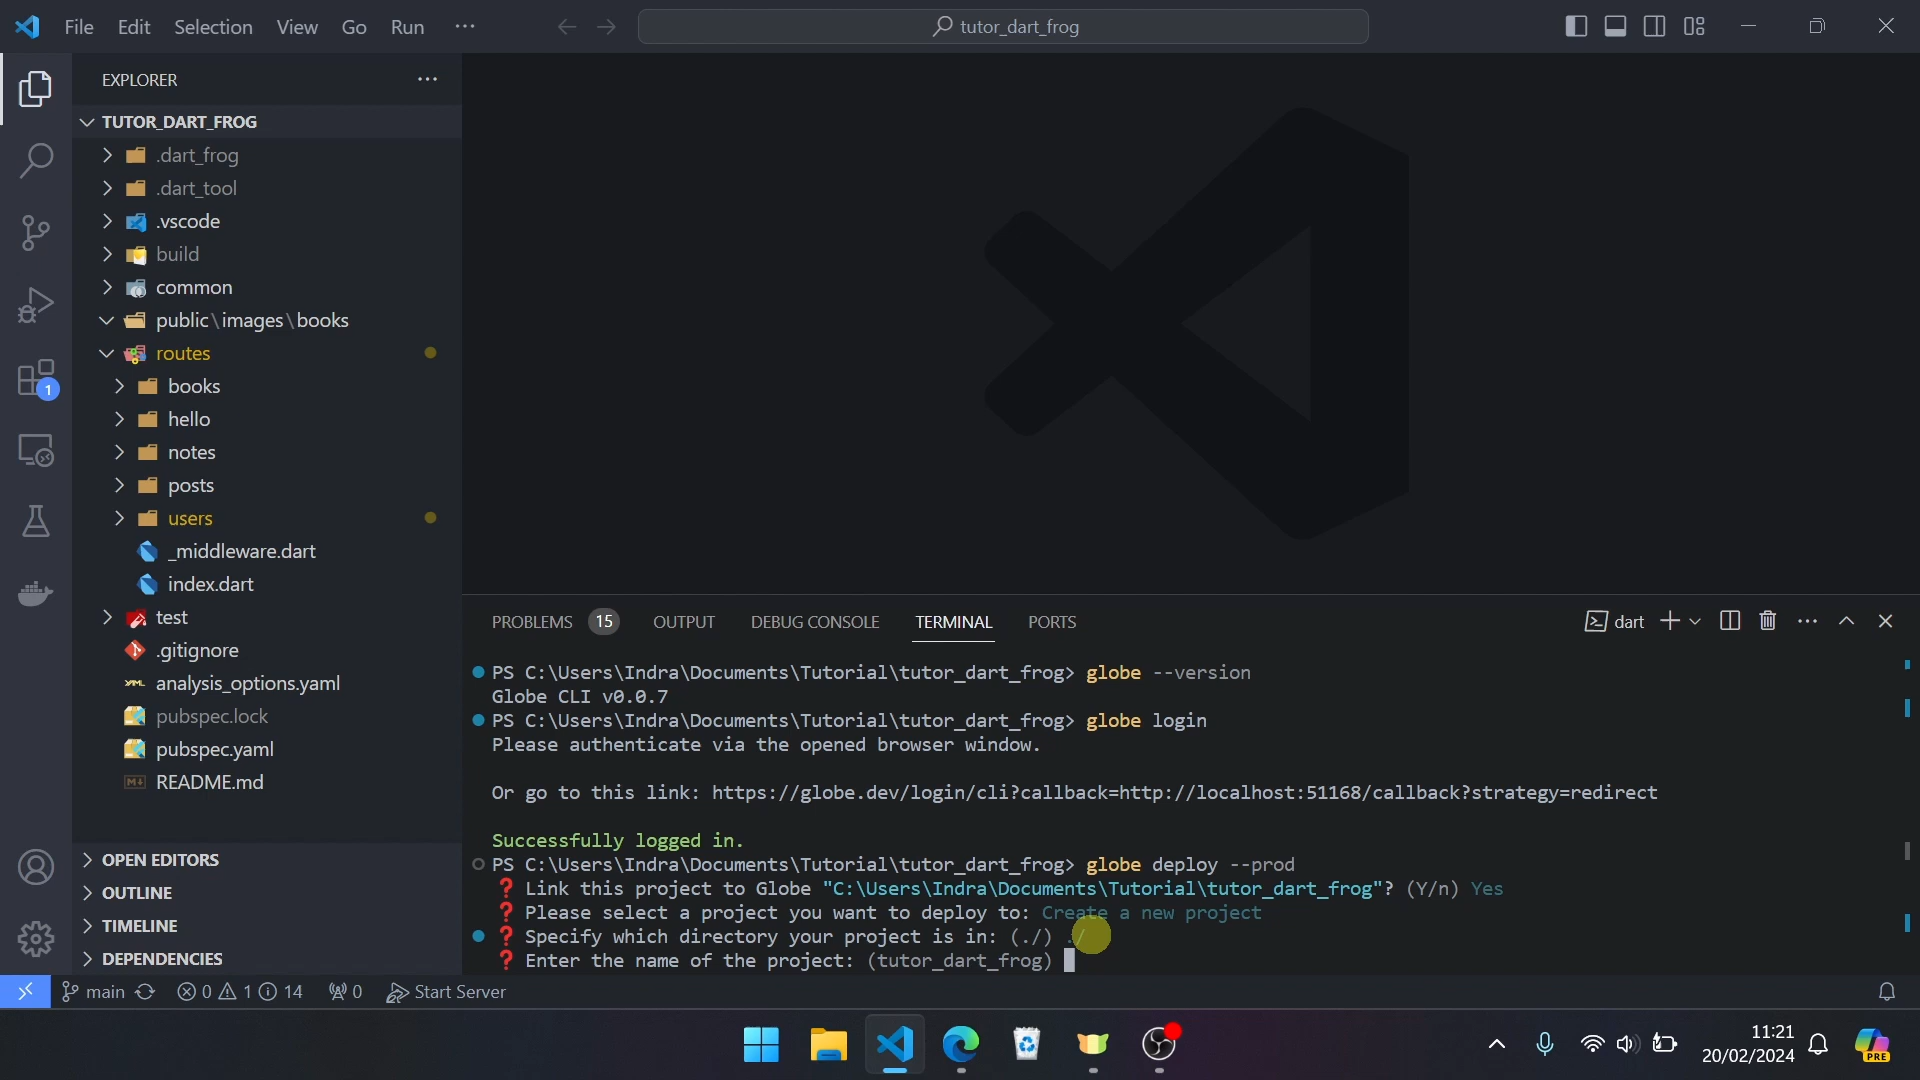 File Edit Selection View Go Run ...
tutor_dart_frog
EXPLORER
TUTOR_DART_FROG
.dart_frog
.dart_tool
.vscode
build
common
public\images\books
routes
books
hello
notes
posts
users
_middleware.dart
index.dart
test
.gitignore
analysis_options.yaml
pubspec.lock
pubspec.yaml
README.md
OPEN EDITORS
OUTLINE
TIMELINE
DEPENDENCIES
1
PROBLEMS 15 OUTPUT DEBUG CONSOLE TERMINAL PORTS
dart
PS C:\Users\Indra\Documents\Tutorial\tutor_dart_frog> globe --version
Globe CLI v0.0.7
PS C:\Users\Indra\Documents\Tutorial\tutor_dart_frog> globe login
Please authenticate via the opened browser window.
Or go to this link: https://globe.dev/login/cli?callback=http://localhost:51168/callback?strategy=redirect
Successfully logged in.
PS C:\Users\Indra\Documents\Tutorial\tutor_dart_frog> globe deploy --prod
? Link this project to Globe "C:\Users\Indra\Documents\Tutorial\tutor_dart_frog"? (Y/n) Yes
? Please select a project you want to deploy to: Create a new project
? Specify which directory your project is in: (./) ./
? Enter the name of the project: (tutor_dart_frog)
main 0 1 14 0 Start Server
11:21
20/02/2024
PRE